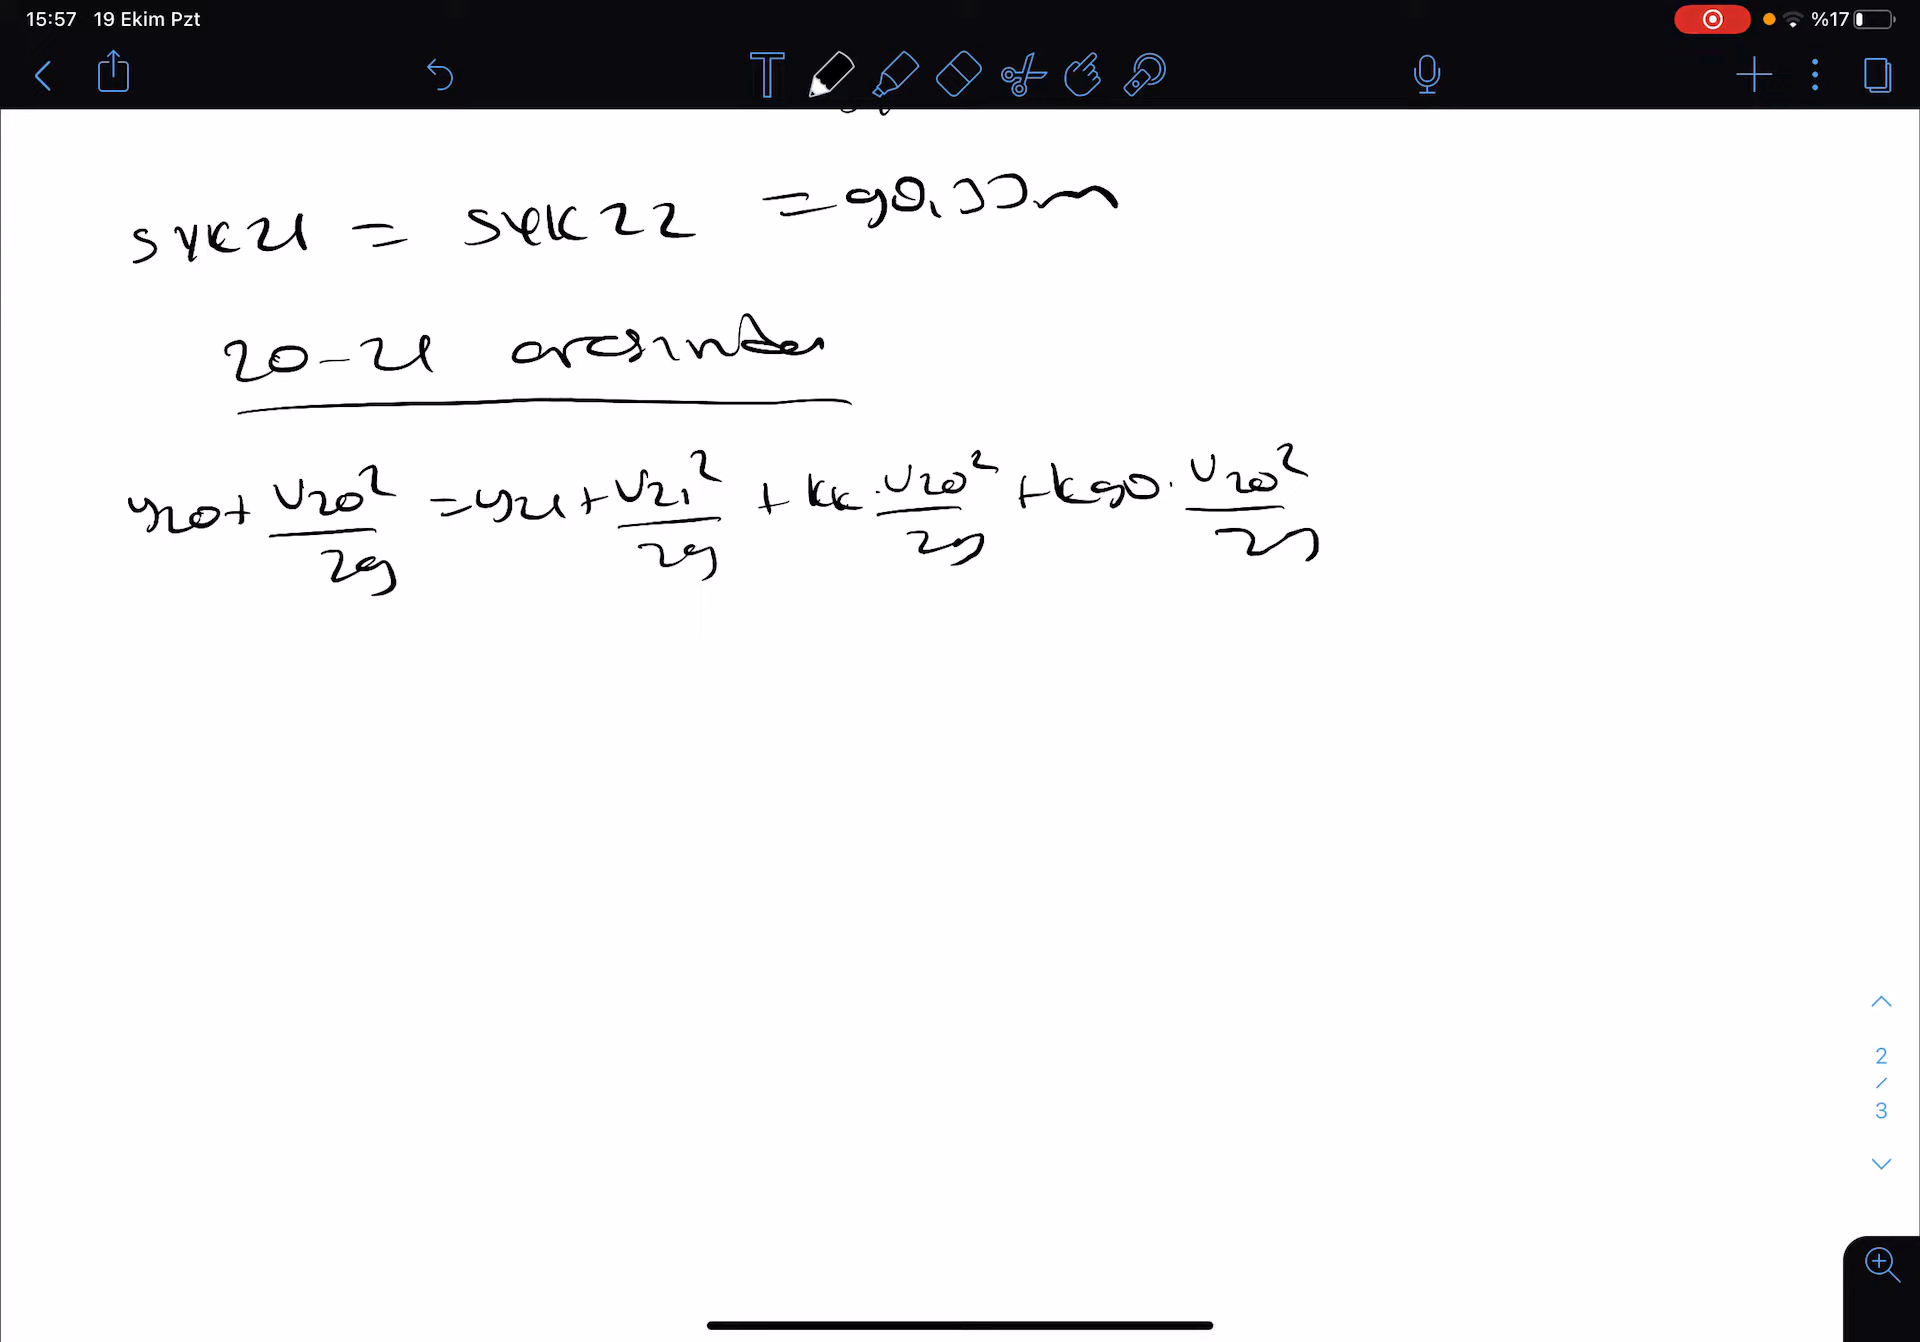 15:57 19 Ekim Pzt %17
T
SYK21 = SYK22 = 90.33m
20-21 arasından
y20 + V20²/2g = y21 + V21²/2g + Kk · V20²/2g + K90 · V20²/2g
2
/
3